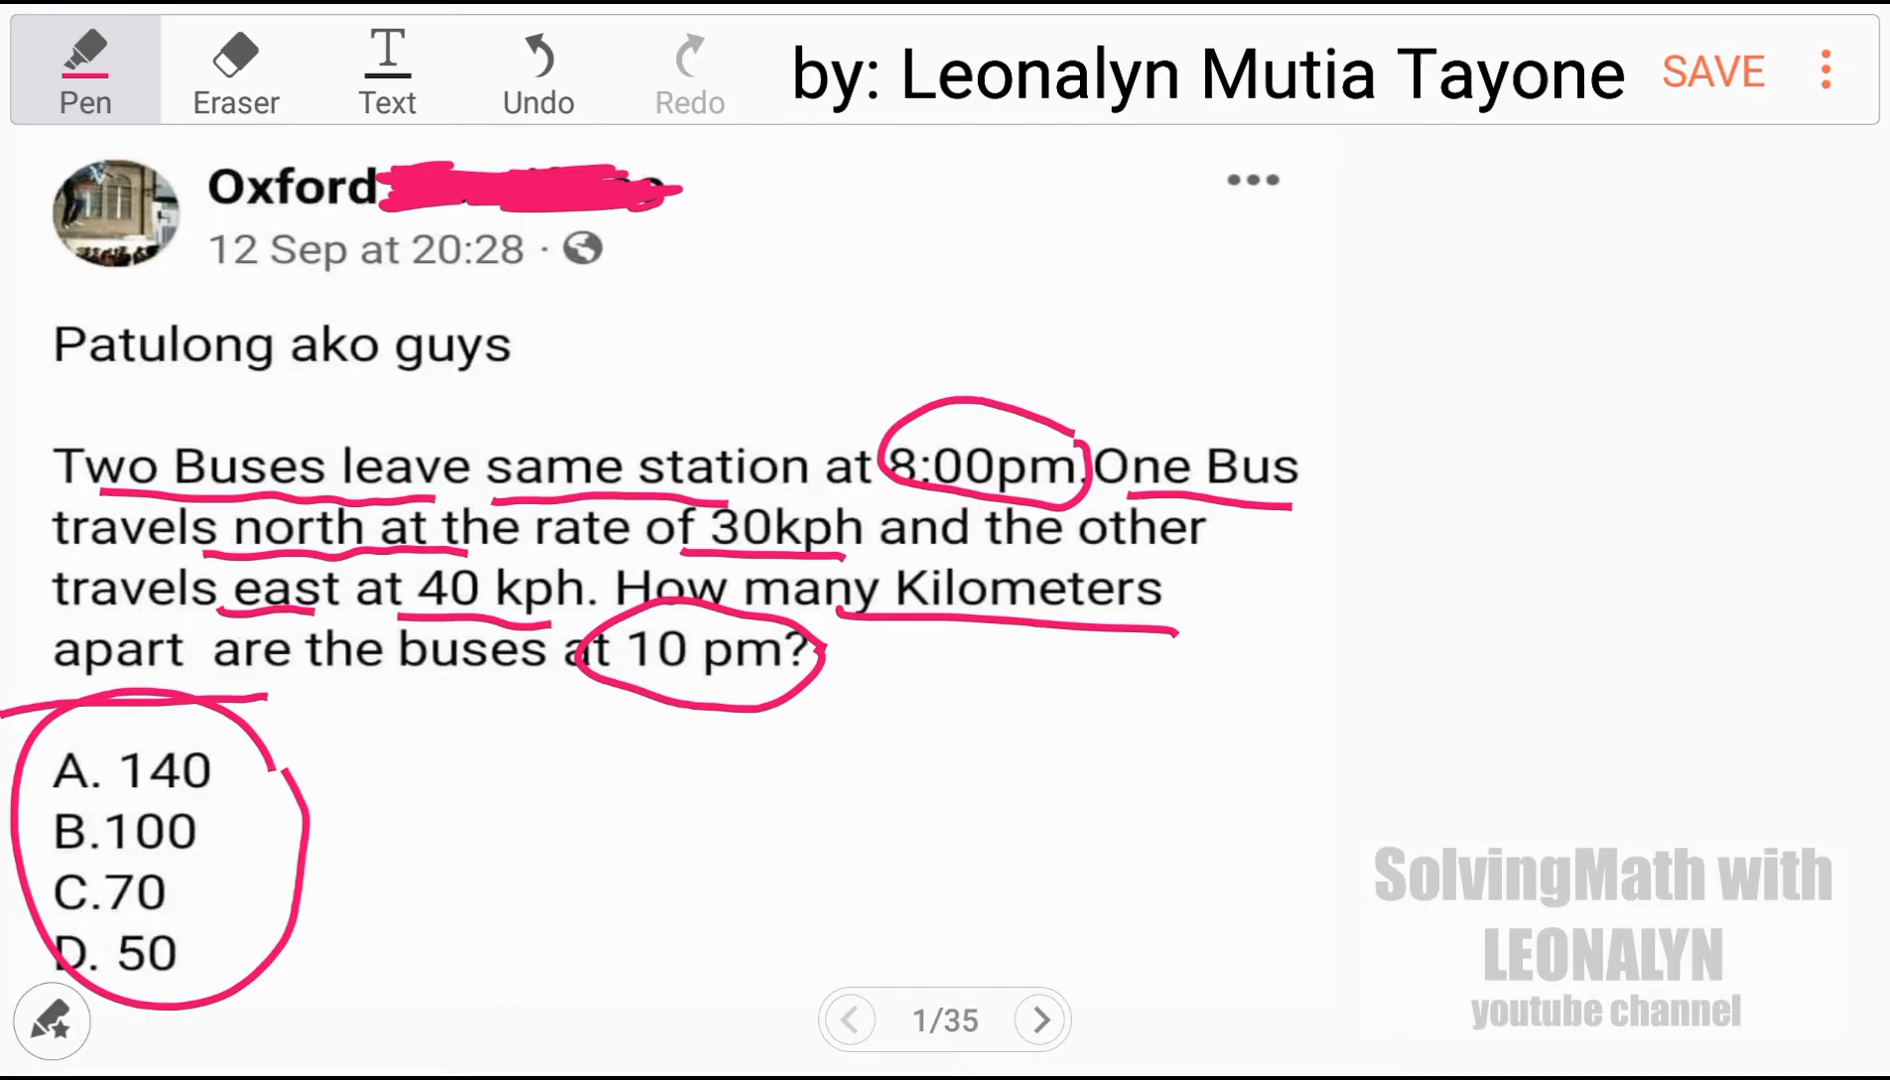 Pen
Eraser
Text
Undo
Redo
by: Leonalyn Mutia Tayone
SAVE
Oxford
12 Sep at 20:28 ·
Patulong ako guys
Two Buses leave same station at 8:00pm.One Bus
travels north at the rate of 30kph and the other
travels east at 40 kph. How many Kilometers
apart are the buses at 10 pm?
A. 140
B.100
C.70
D. 50
1/35
SolvingMath with
LEONALYN
youtube channel